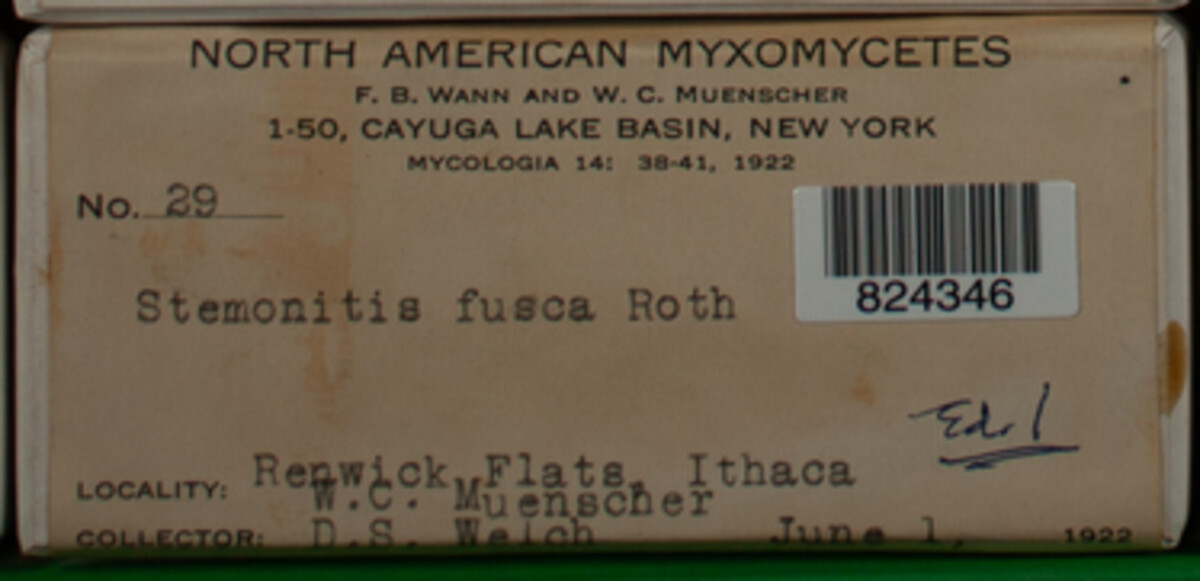 NORTH AMERICAN MYXOMYCETES
F. B. WANN AND W. C. MUENSCHER
1-50, CAYUGA LAKE BASIN, NEW YORK
MYCOLOGIA 14: 38-41, 1922
No. 29
824346
Stemonitis fusca Roth
Ed. 1
LOCALITY: Renwick Flats, Ithaca
W.C. Muenscher
COLLECTOR: D.S. Welch June 1, 1922